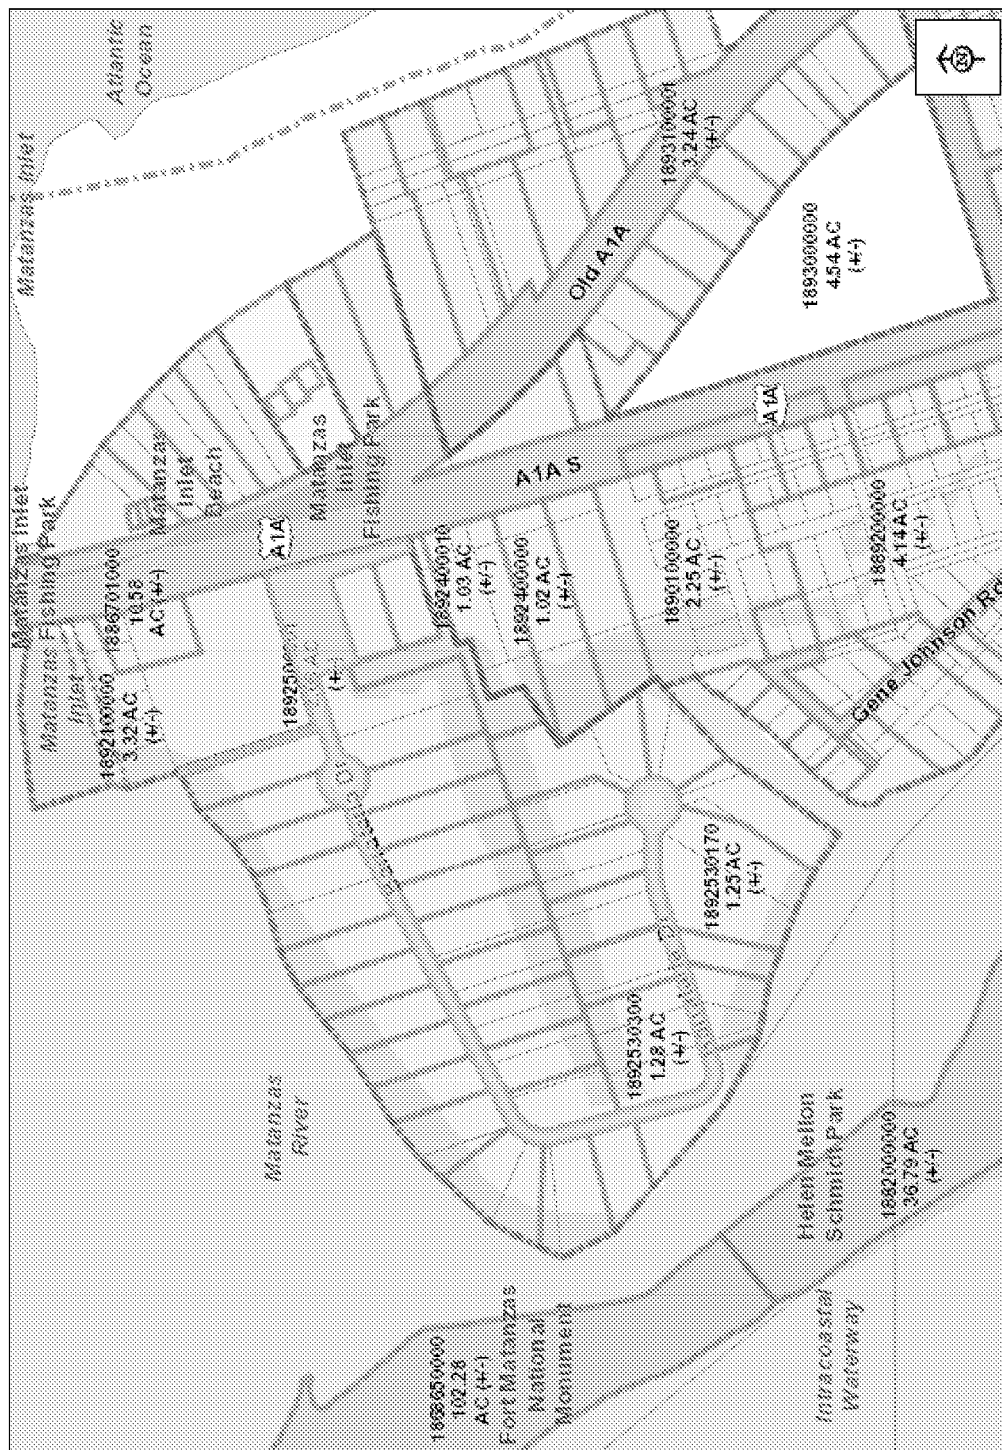 1868650000
102.28
AC (+/-)
Fort Matanzas
National
Monument
Matanzas
River
1892100000
3.32 AC
(+/-)
Matanzas Inlet
Matanzas Fishing Park
Inlet
1886701000
10.58
AC (+/-)
Matanzas Inlet
Atlantic
Ocean
Matanzas
Inlet
Beach
A1A
AC
(+/-)
Matanzas
Inlet
Fishing Park
1892400010
1.03 AC
(+/-)
1892400000
1.02 AC
(+/-)
A1A S
Old A1A
1892530300
1.28 AC
(+/-)
1892530170
1.25 AC
(+/-)
1890100000
2.25 AC
(+/-)
1893100001
3.24 AC
(+/-)
A1A
1893000000
4.54 AC
(+/-)
Helen Mellon
Schmidt Park
1882000000
36.79 AC
(+/-)
Intracoastal
Waterway
1889200000
4.14 AC
(+/-)
Gene Johnson Rd
N